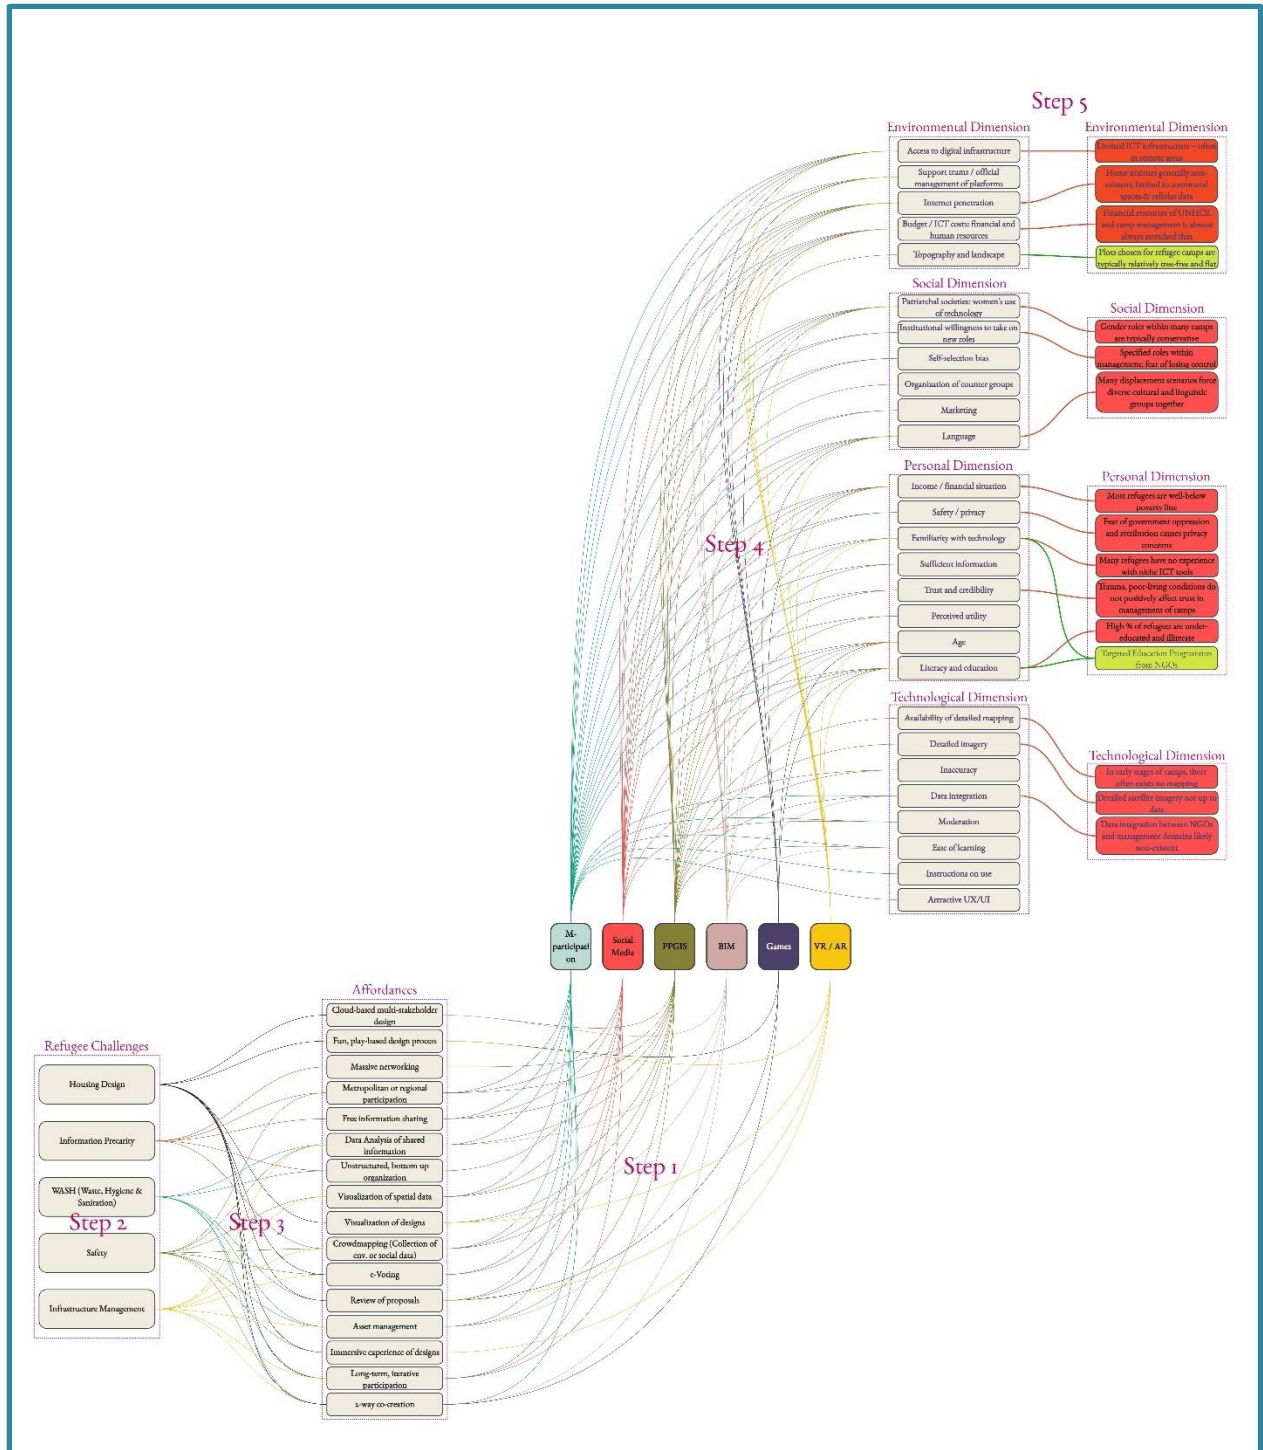 Step 5
Environmental Dimension
Access to digital infrastructure
Support teams / official
management of platforms
Internet penetration
Budget / ICT costs: financial and
human resources
Topography and landscape
Environmental Dimension
Limited ICT infrastructure – often
in remote areas
Home internet generally non-
existent; limited to communal
spaces & cellular data
Financial resources of UNHCR
and camp management is almost
always stretched thin
Plots chosen for refugee camps are
typically relatively tree-free and flat
Social Dimension
Patriarchal societies: women's use
of technology
Institutional willingness to take on
new roles
Self-selection bias
Organization of counter groups
Marketing
Language
Social Dimension
Gender roles within many camps
are typically conservative
Specified roles within
management; fear of losing control
Many displacement scenarios force
diverse cultural and linguistic
groups together
Step 4
Personal Dimension
Income / financial situation
Safety / privacy
Familiarity with technology
Sufficient information
Trust and credibility
Perceived utility
Age
Literacy and education
Personal Dimension
Most refugees are well-below
poverty line
Fear of government oppression
and retribution causes privacy
concerns
Many refugees have no experience
with niche ICT tools
Trauma, poor-living conditions do
not positively affect trust in
management of camps
High % of refugees are under-
educated and illiterate
Targeted Education Programmes
from NGOs
Technological Dimension
Availability of detailed mapping
Detailed imagery
Inaccuracy
Data integration
Moderation
Ease of learning
Instructions on use
Attractive UX/UI
Technological Dimension
In early stages of camps, there
often exists no mapping
Detailed satellite imagery not up to
date
Data integration between NGOs
and management domains likely
non-existent
M-
participati
on
Social
Media
PPGIS
BIM
Games
VR / AR
Affordances
Cloud-based multi-stakeholder
design
Fun, play-based design process
Massive networking
Metropolitan or regional
participation
Free information sharing
Data Analysis of shared
information
Unstructured, bottom up
organization
Visualization of spatial data
Visualization of designs
Crowdmapping (Collection of
env. or social data)
e-Voting
Review of proposals
Asset management
Immersive experience of designs
Long-term, iterative
participation
2-way co-creation
Step 1
Refugee Challenges
Housing Design
Information Precarity
WASH (Waste, Hygiene &
Sanitation)
Step 2
Step 3
Safety
Infrastructure Management